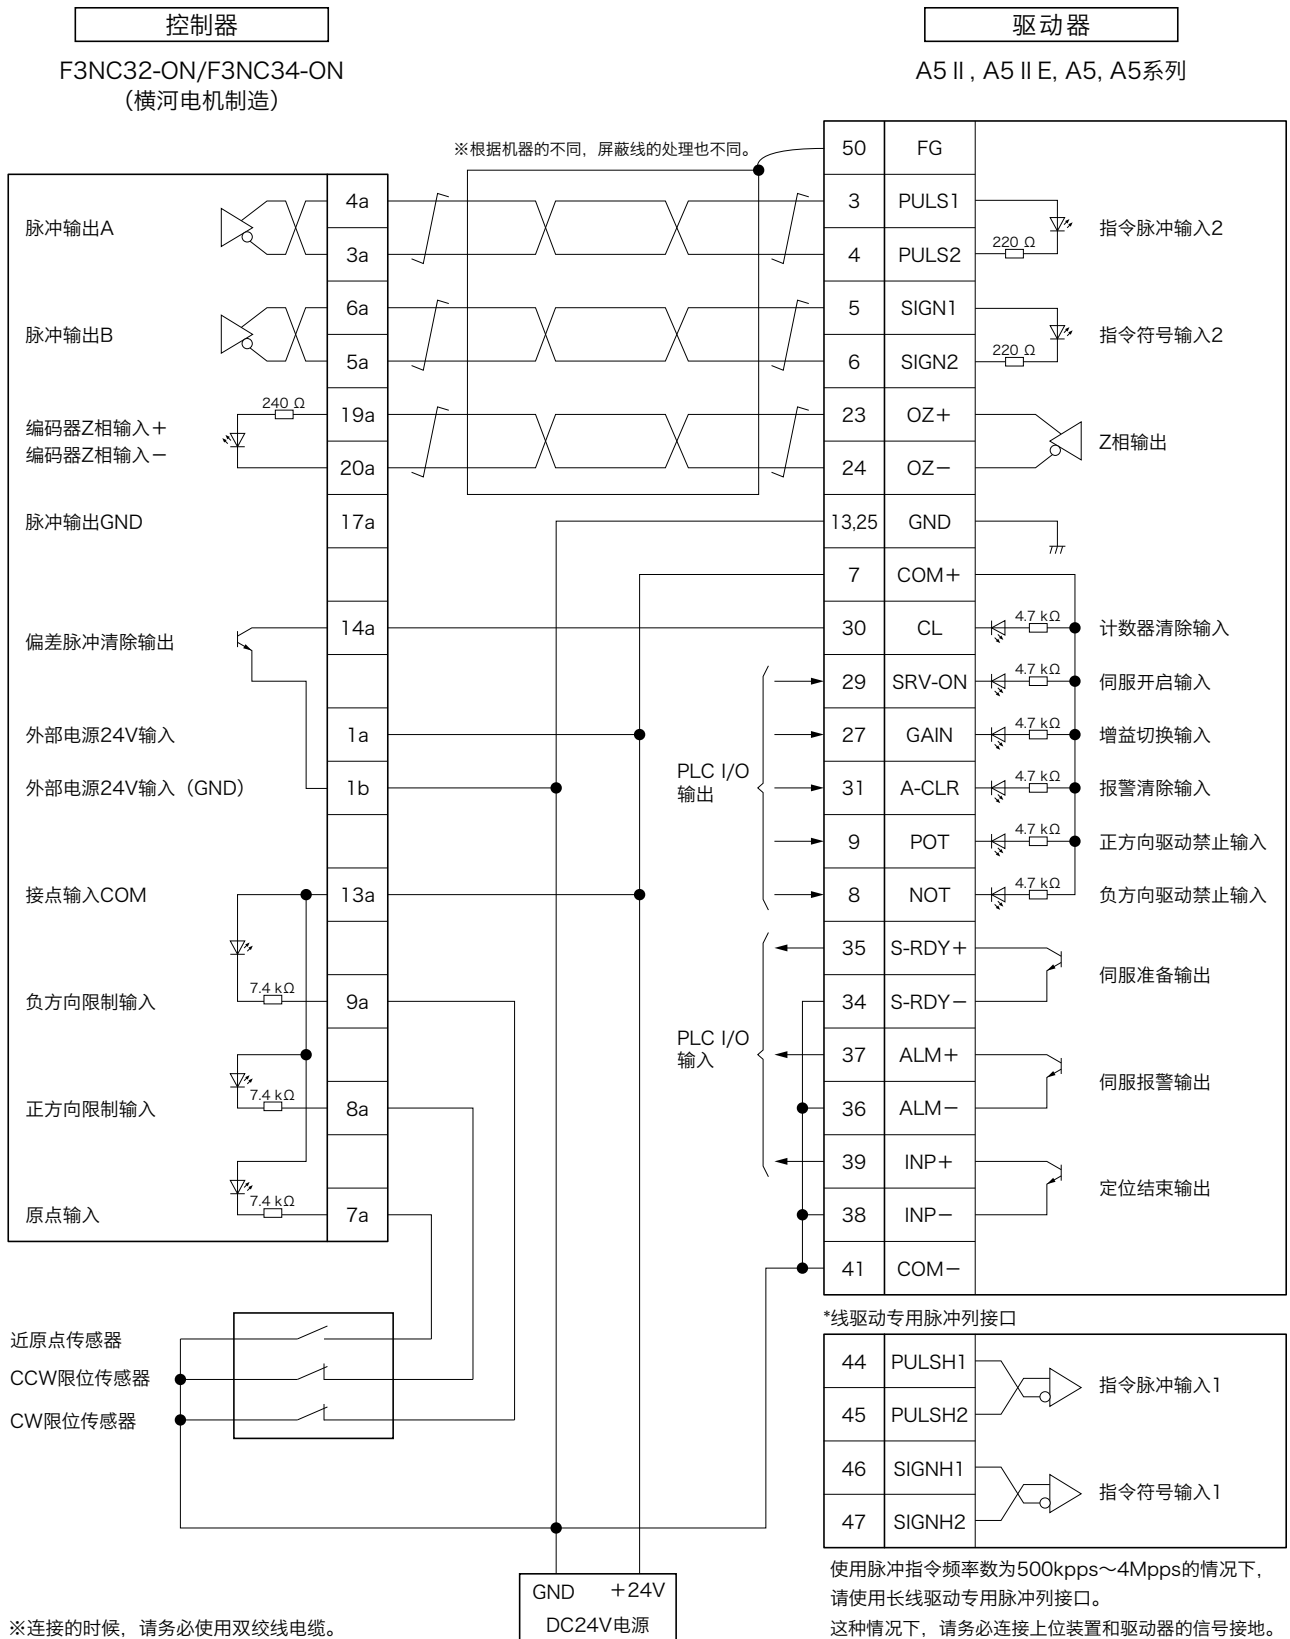 控制器
F3NC32-ON/F3NC34-ON
（横河电机制造）
驱动器
A5Ⅱ, A5ⅡE, A5, A5系列
※根据机器的不同，屏蔽线的处理也不同。
50 FG
脉冲输出A
4a
3a
3 PULS1
4 PULS2
220 Ω
指令脉冲输入2
脉冲输出B
6a
5a
5 SIGN1
6 SIGN2
220 Ω
指令符号输入2
240 Ω
编码器Z相输入＋
编码器Z相输入－
19a
20a
23 OZ＋
24 OZ－
Z相输出
脉冲输出GND
17a
13,25 GND
7 COM＋
偏差脉冲清除输出
14a
30 CL
4.7 kΩ
计数器清除输入
29 SRV-ON
4.7 kΩ
伺服开启输入
外部电源24V输入
1a
27 GAIN
4.7 kΩ
增益切换输入
PLC I/O
输出
外部电源24V输入（GND）
1b
31 A-CLR
4.7 kΩ
报警清除输入
9 POT
4.7 kΩ
正方向驱动禁止输入
接点输入COM
13a
8 NOT
4.7 kΩ
负方向驱动禁止输入
35 S-RDY＋
34 S-RDY－
伺服准备输出
负方向限制输入
7.4 kΩ
9a
PLC I/O
输入
37 ALM＋
36 ALM－
伺服报警输出
正方向限制输入
7.4 kΩ
8a
39 INP＋
38 INP－
定位结束输出
原点输入
7.4 kΩ
7a
41 COM－
近原点传感器
CCW限位传感器
CW限位传感器
*线驱动专用脉冲列接口
44 PULSH1
45 PULSH2
指令脉冲输入1
46 SIGNH1
47 SIGNH2
指令符号输入1
GND ＋24V
DC24V电源
使用脉冲指令频率数为500kpps～4Mpps的情况下，
请使用长线驱动专用脉冲列接口。
这种情况下，请务必连接上位装置和驱动器的信号接地。
※连接的时候，请务必使用双绞线电缆。